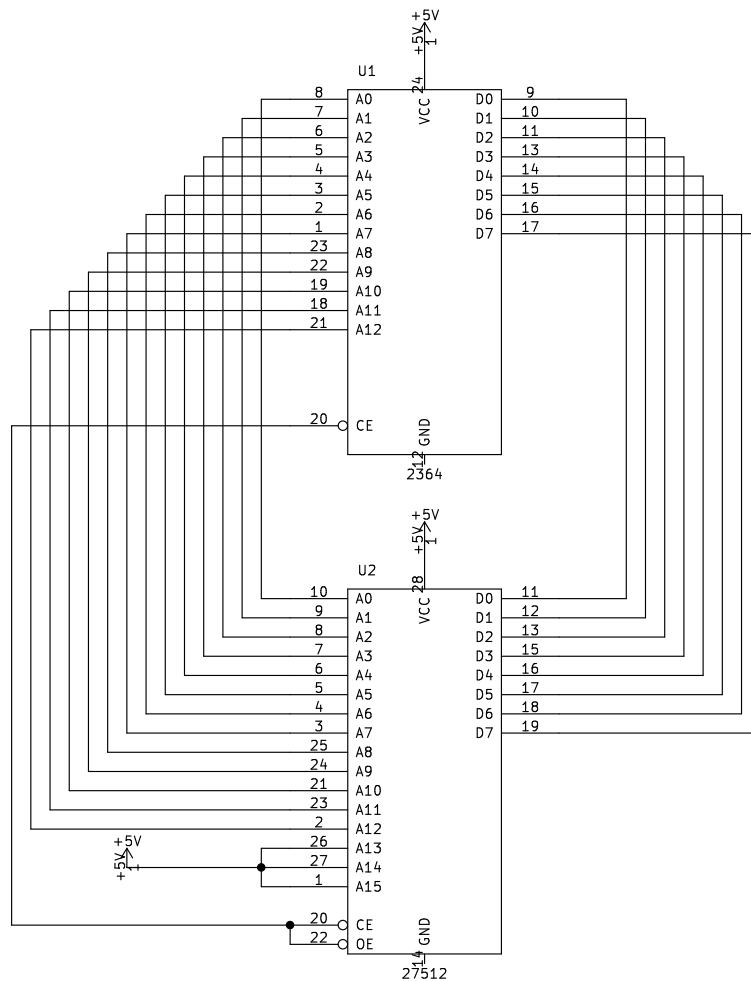 +5V
+5V
1
U1
24
VCC
8 A0 D0 9
7 A1 D1 10
6 A2 D2 11
5 A3 D3 13
4 A4 D4 14
3 A5 D5 15
2 A6 D6 16
1 A7 D7 17
23 A8
22 A9
19 A10
18 A11
21 A12
20 CE
GND
12
2364
+5V
+5V
1
U2
28
VCC
10 A0 D0 11
9 A1 D1 12
8 A2 D2 13
7 A3 D3 15
6 A4 D4 16
5 A5 D5 17
4 A6 D6 18
3 A7 D7 19
25 A8
24 A9
21 A10
23 A11
2 A12
+5V
+5V
1
26 A13
27 A14
1 A15
20 CE
22 OE
GND
14
27512